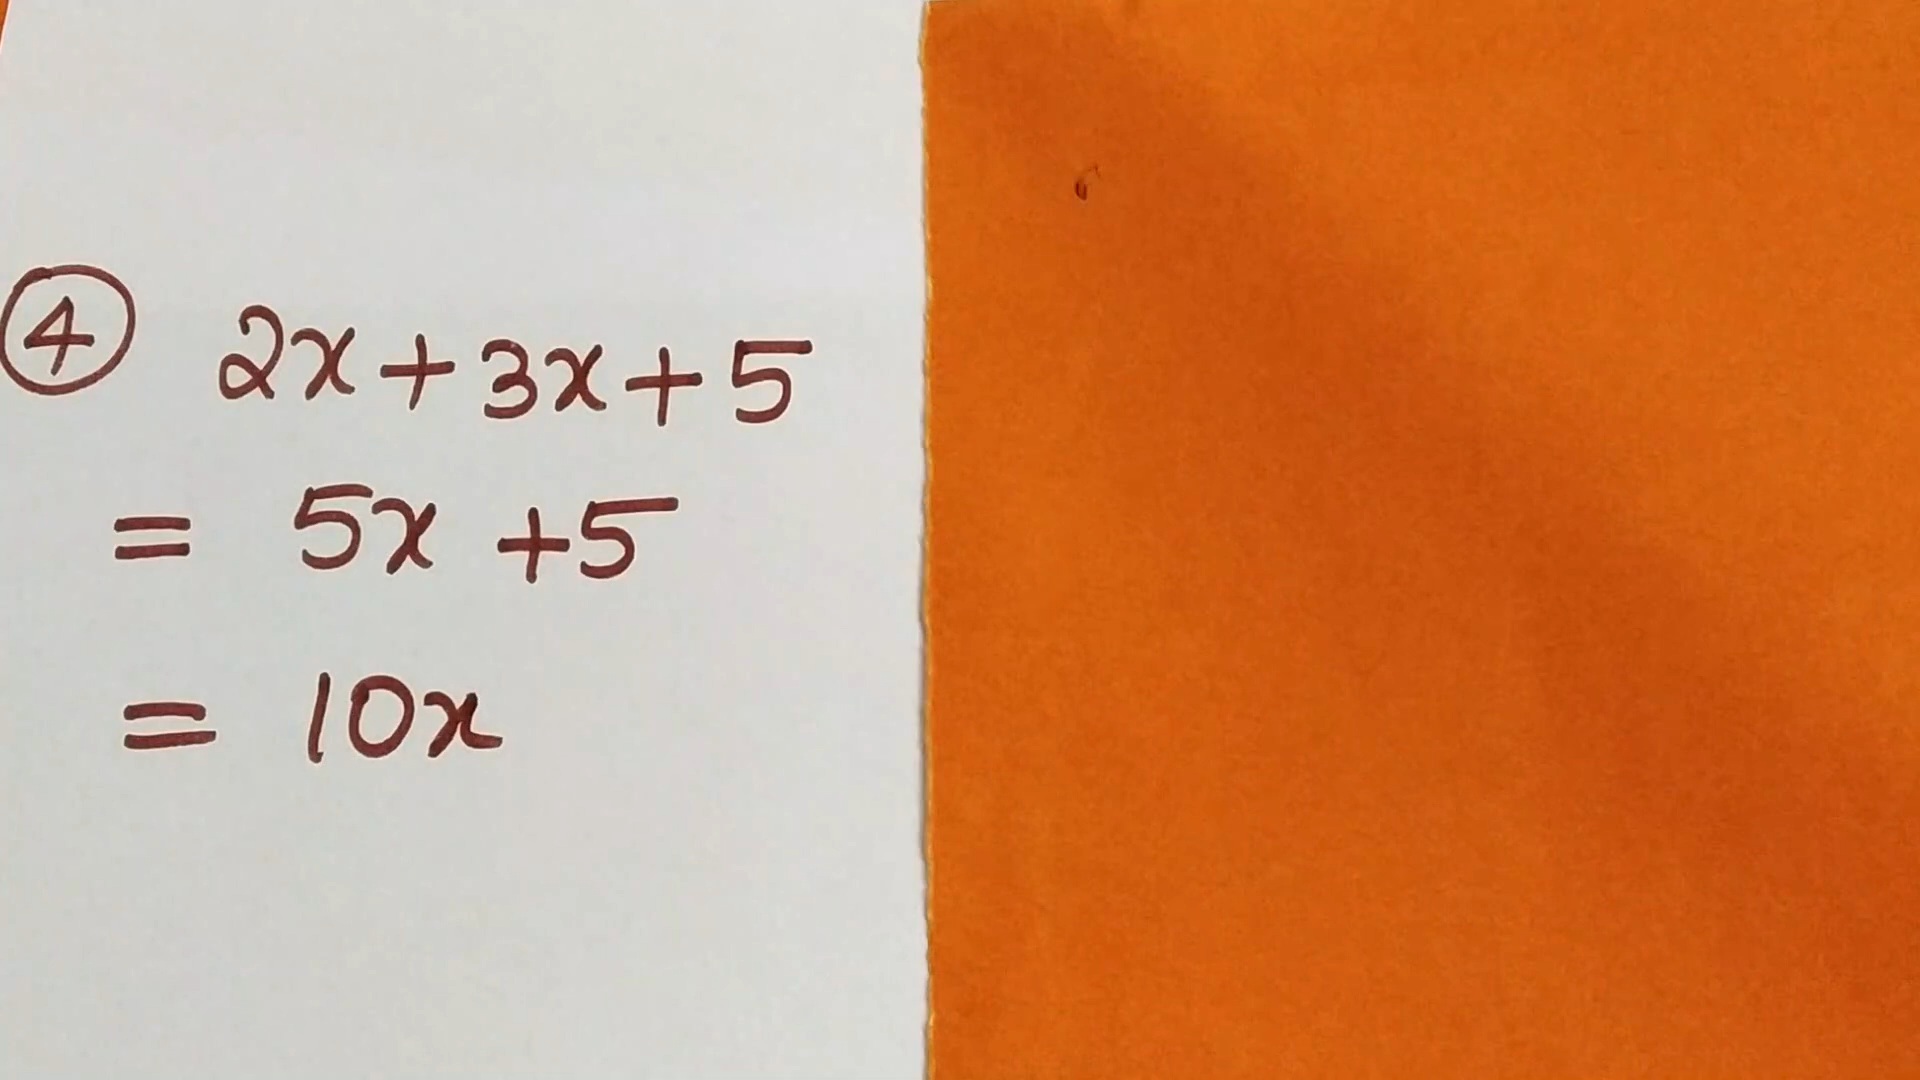 ④ 2x+3x+5
= 5x +5
= 10x